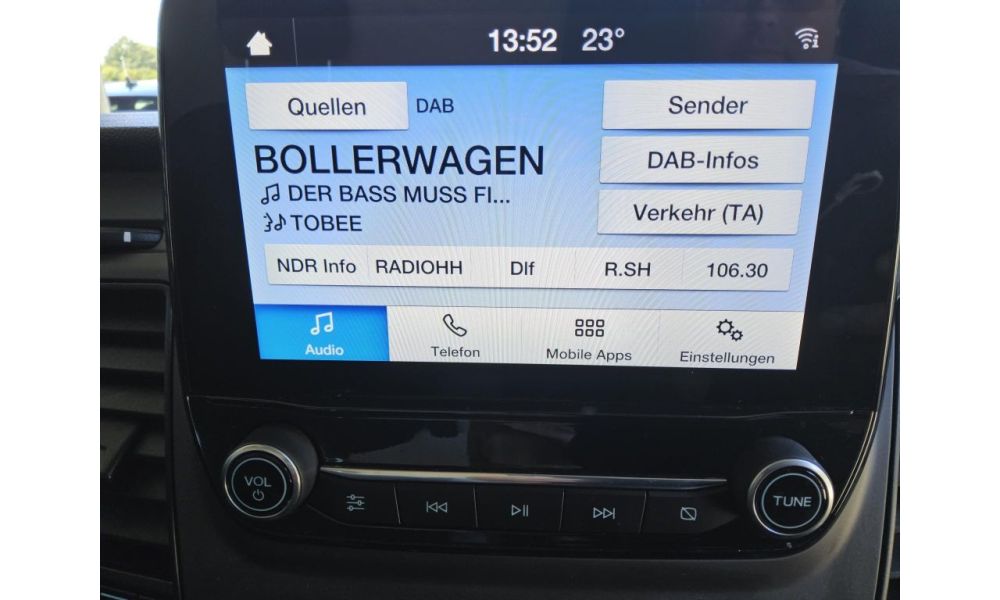 13:52 23°
Quellen DAB Sender
BOLLERWAGEN
DAB-Infos
DER BASS MUSS FI...
TOBEE
Verkehr (TA)
NDR Info RADIOHH Dlf R.SH 106.30
Audio Telefon Mobile Apps Einstellungen
VOL
TUNE